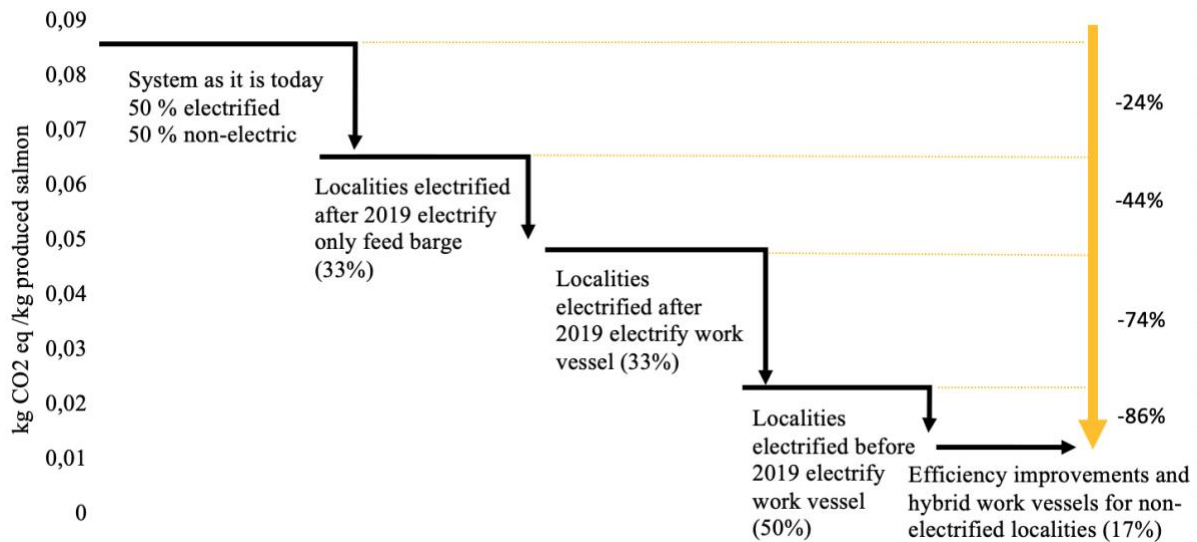 kg CO2 eq /kg produced salmon
0,09
0,08
0,07
0,06
0,05
0,04
0,03
0,02
0,01
0
System as it is today
50 % electrified
50 % non-electric
Localities electrified
after 2019 electrify
only feed barge
(33%)
Localities
electrified after
2019 electrify work
vessel (33%)
Localities
electrified before
2019 electrify
work vessel
(50%)
Efficiency improvements and
hybrid work vessels for non-
electrified localities (17%)
-24%
-44%
-74%
-86%